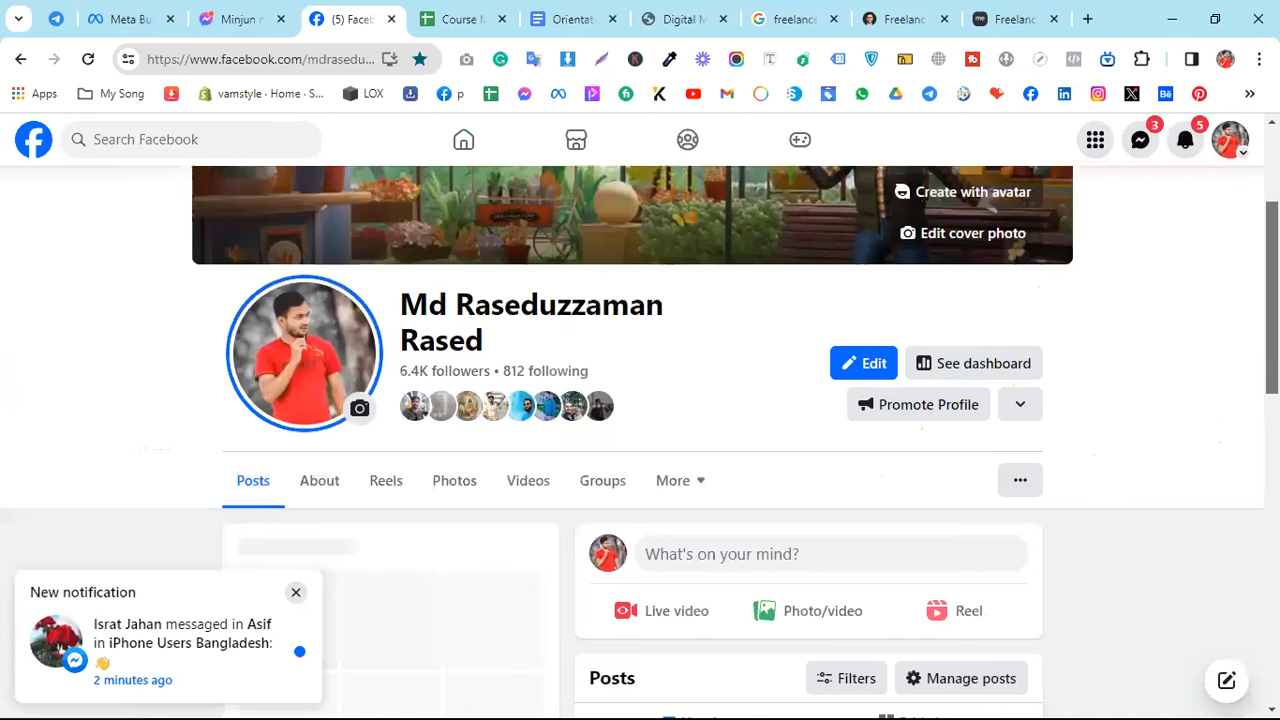 Meta Bu
Minjun r
(5) Faceb
Course M
Orientat
Digital M
freelance
Freelanc
Freelanc
https://www.facebook.com/mdrasedu...
Apps
My Song
vamstyle · Home · S...
LOX
p
Search Facebook
3
5
Create with avatar
Edit cover photo
Md Raseduzzaman
Rased
6.4K followers • 812 following
Edit
See dashboard
Promote Profile
Posts
About
Reels
Photos
Videos
Groups
More
What's on your mind?
Live video
Photo/video
Reel
Posts
Filters
Manage posts
New notification
Israt Jahan messaged in Asif
in iPhone Users Bangladesh:
👋
2 minutes ago